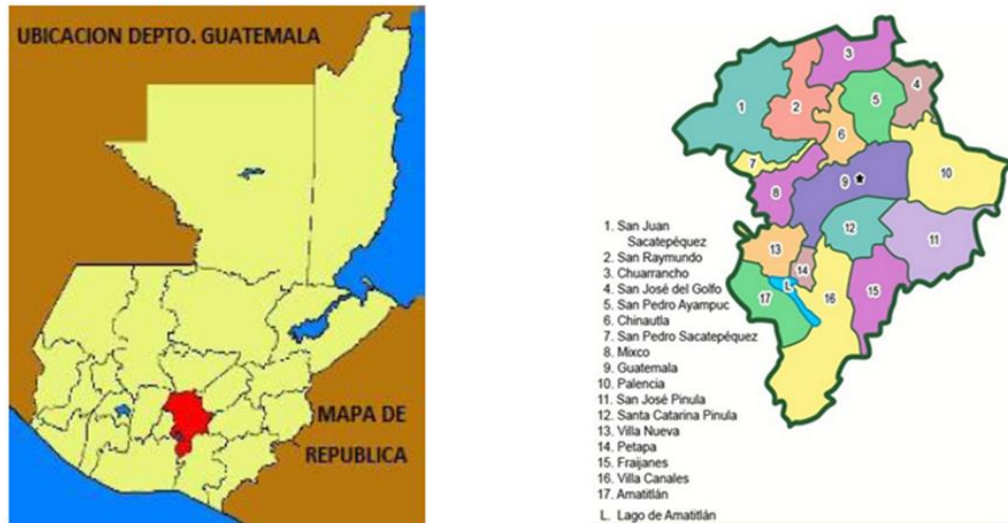 UBICACION DEPTO. GUATEMALA
MAPA DE
REPUBLICA
1
2
3
4
5
6
7
8
9
10
11
12
13
14
15
16
17
L
1. San Juan
Sacatepéquez
2. San Raymundo
3. Chuarrancho
4. San José del Golfo
5. San Pedro Ayampuc
6. Chinautla
7. San Pedro Sacatepéquez
8. Mixco
9. Guatemala
10. Palencia
11. San José Pinula
12. Santa Catarina Pinula
13. Villa Nueva
14. Petapa
15. Fraijanes
16. Villa Canales
17. Amatitlán
L. Lago de Amatitlán